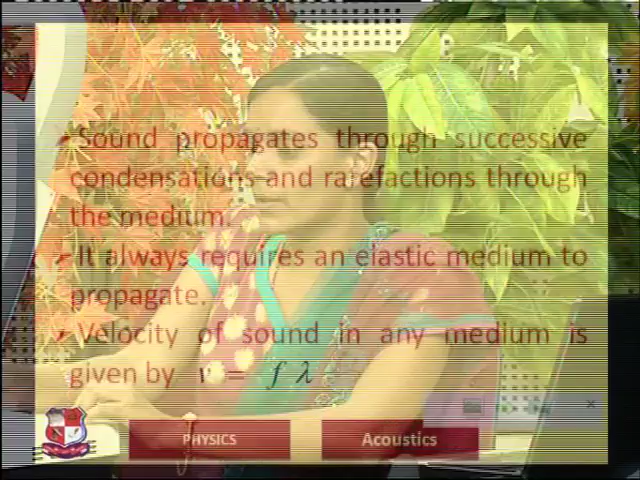 Sound propagates through successive
condensations and rarefactions through
the medium.
It always requires an elastic medium to
propagate.
Velocity of sound in any medium is
given by v = f λ
PHYSICS
Acoustics